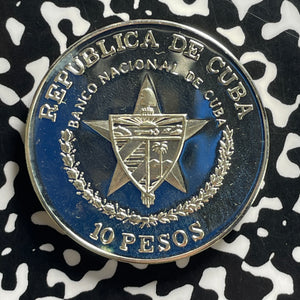 REPUBLICA DE CUBA
BANCO NACIONAL DE CUBA
10 PESOS